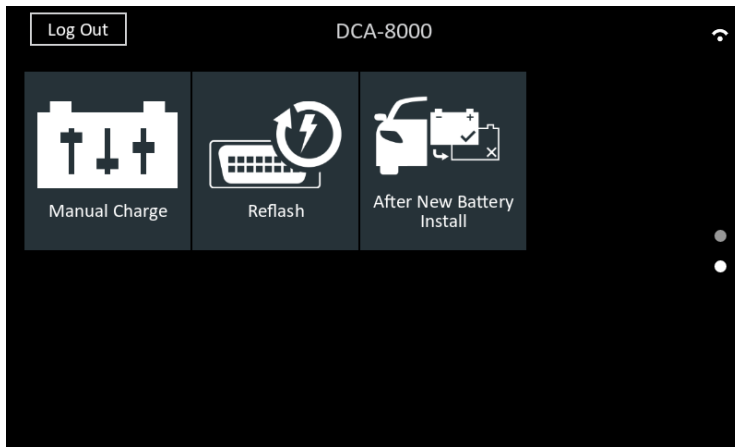 Log Out
DCA-8000
Manual Charge
Reflash
After New Battery
Install